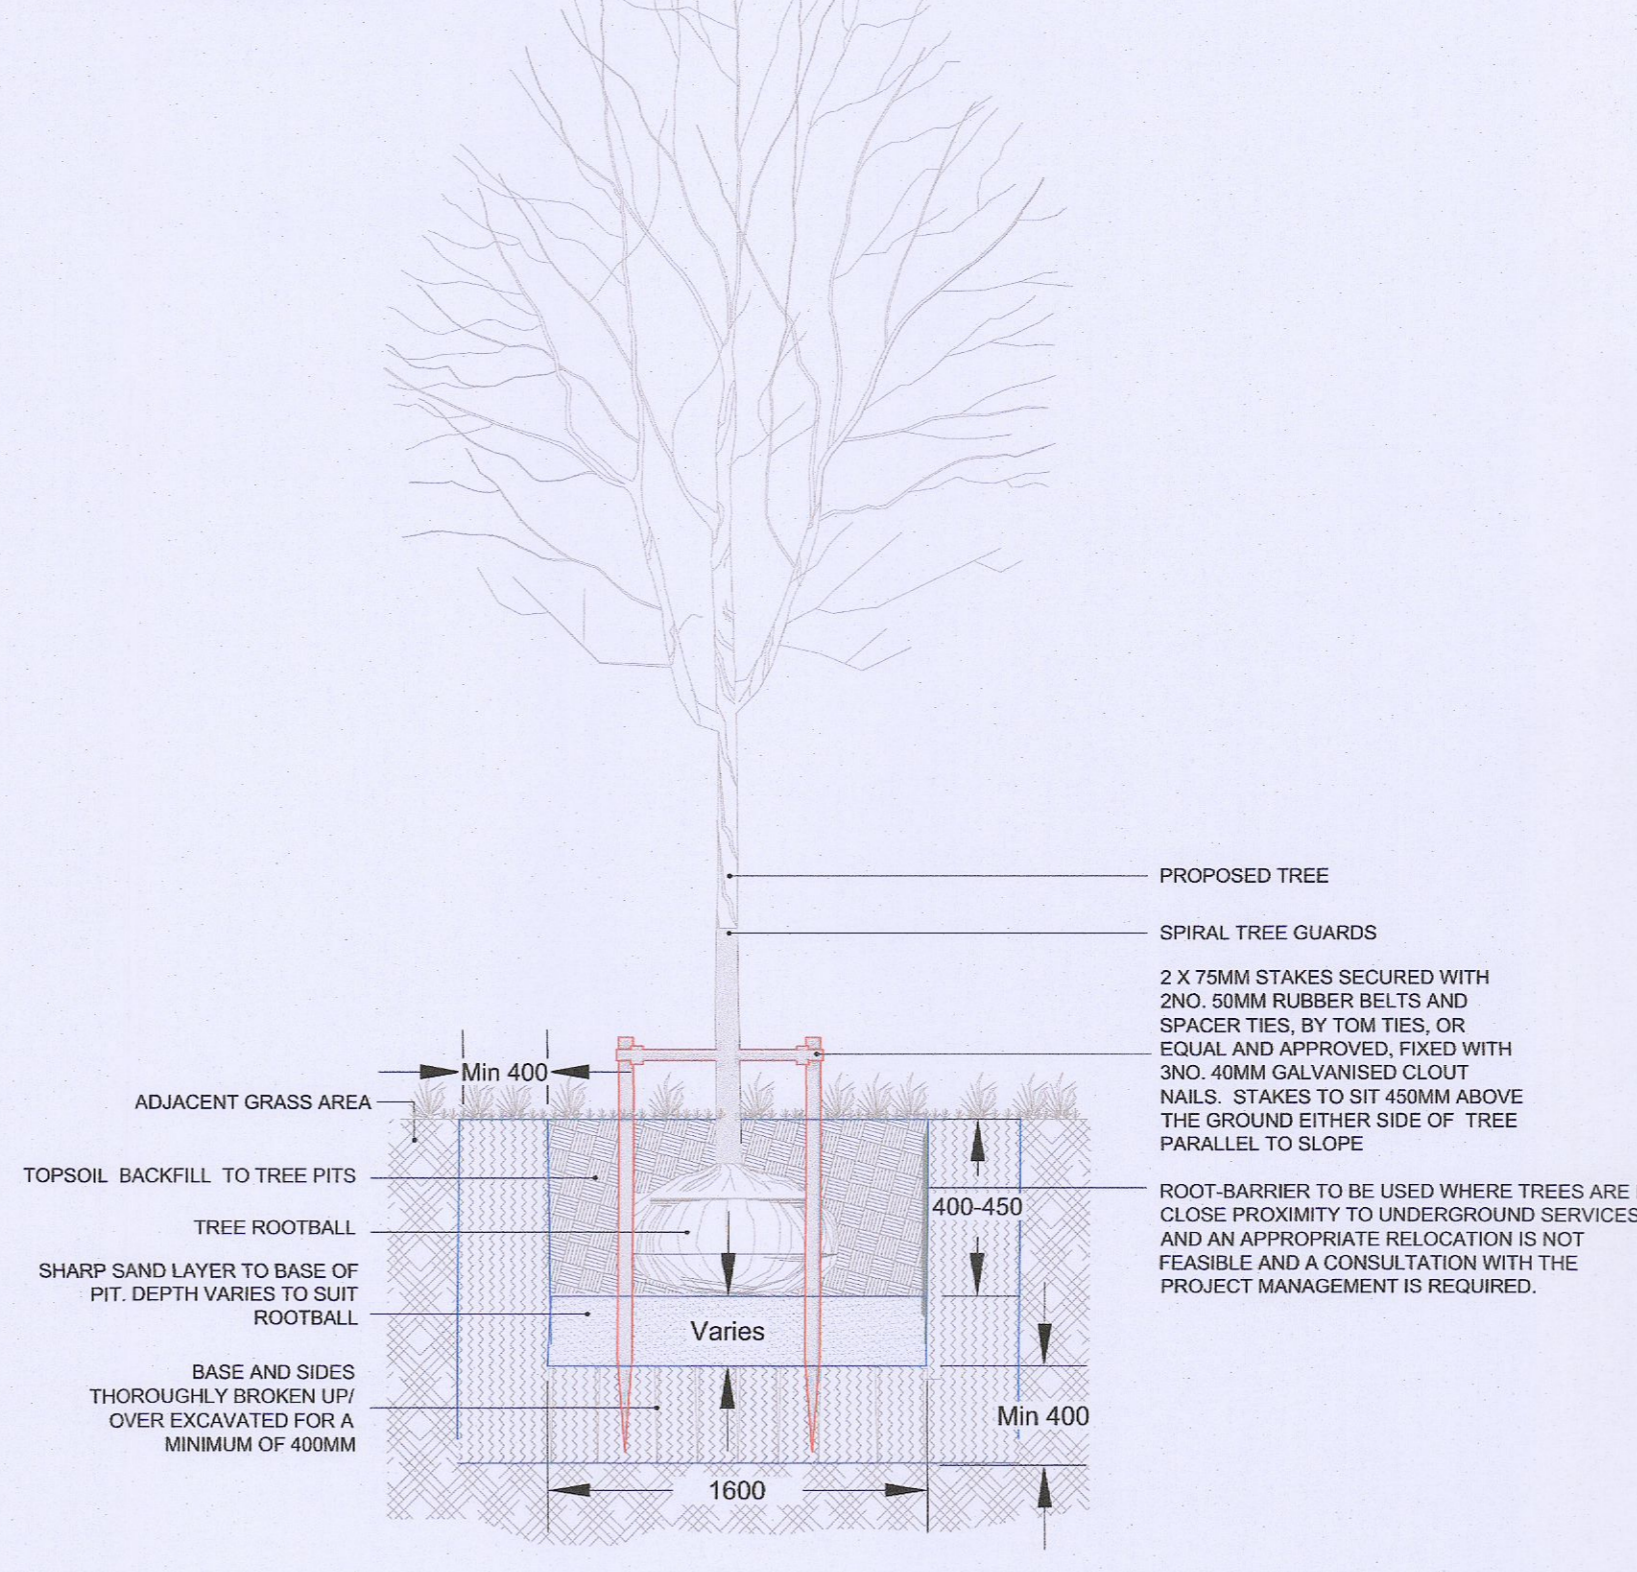 PROPOSED TREE
SPIRAL TREE GUARDS
2 X 75MM STAKES SECURED WITH
2NO. 50MM RUBBER BELTS AND
SPACER TIES, BY TOM TIES, OR
EQUAL AND APPROVED, FIXED WITH
3NO. 40MM GALVANISED CLOUT
NAILS. STAKES TO SIT 450MM ABOVE
THE GROUND EITHER SIDE OF TREE
PARALLEL TO SLOPE
Min 400
ADJACENT GRASS AREA
TOPSOIL BACKFILL TO TREE PITS
TREE ROOTBALL
SHARP SAND LAYER TO BASE OF
PIT. DEPTH VARIES TO SUIT
ROOTBALL
BASE AND SIDES
THOROUGHLY BROKEN UP/
OVER EXCAVATED FOR A
MINIMUM OF 400MM
400-450
ROOT-BARRIER TO BE USED WHERE TREES ARE
CLOSE PROXIMITY TO UNDERGROUND SERVICES
AND AN APPROPRIATE RELOCATION IS NOT
FEASIBLE AND A CONSULTATION WITH THE
PROJECT MANAGEMENT IS REQUIRED.
Varies
Min 400
1600